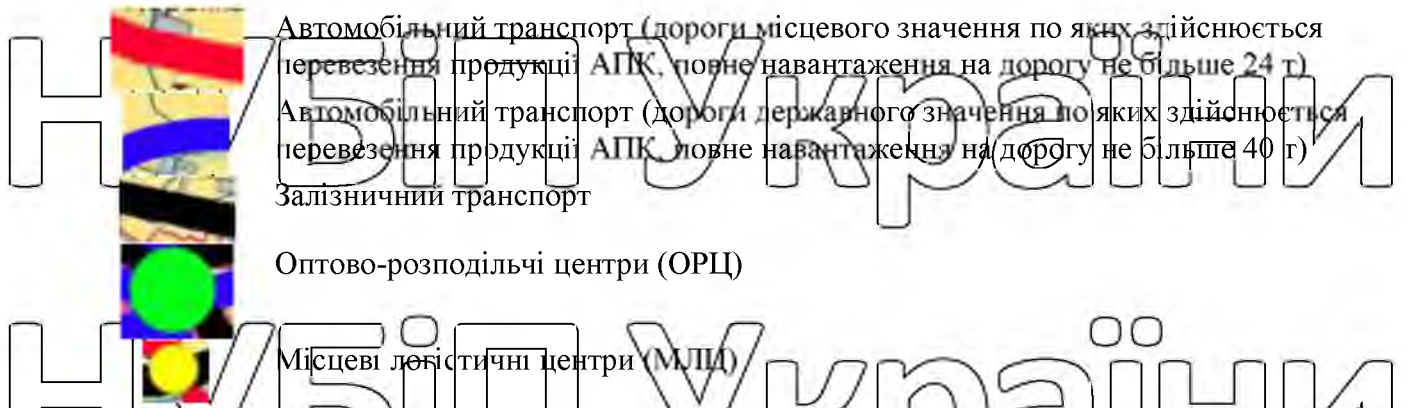 Автомобільний транспорт (дороги місцевого значення по яких здійснюється
перевезення продукції АПК, повне навантаження на дорогу не більше 24 т)
Автомобільний транспорт (дороги державного значення по яких здійснюється
перевезення продукції АПК, повне навантаження на дорогу не більше 40 т)
Залізничний транспорт
Оптово-розподільчі центри (ОРЦ)
НУБіП України
Місцеві логістичні центри (МЛЦ)
НУБіП України